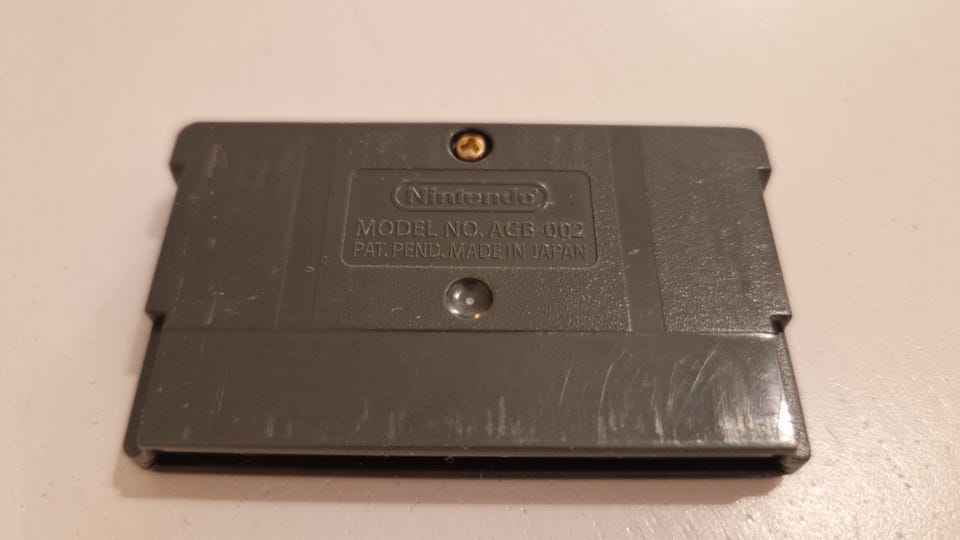 Nintendo
MODEL NO. AGB-002
PAT. PEND. MADE IN JAPAN